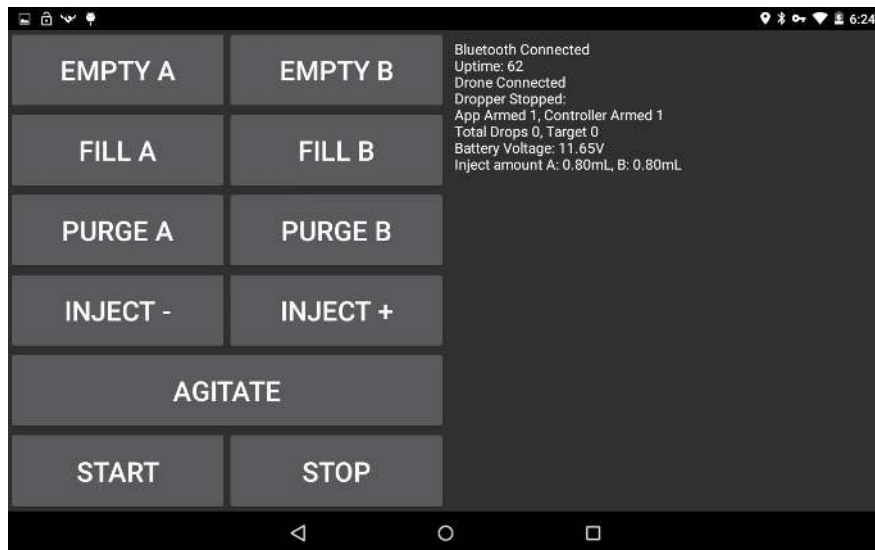 6:24
EMPTY A
EMPTY B
FILL A
FILL B
PURGE A
PURGE B
INJECT -
INJECT +
AGITATE
START
STOP
Bluetooth Connected
Uptime: 62
Drone Connected
Dropper Stopped:
App Armed 1, Controller Armed 1
Total Drops 0, Target 0
Battery Voltage: 11.65V
Inject amount A: 0.80mL, B: 0.80mL